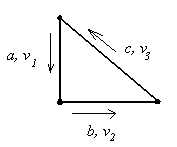 a, v₁
c, v₃
b, v₂